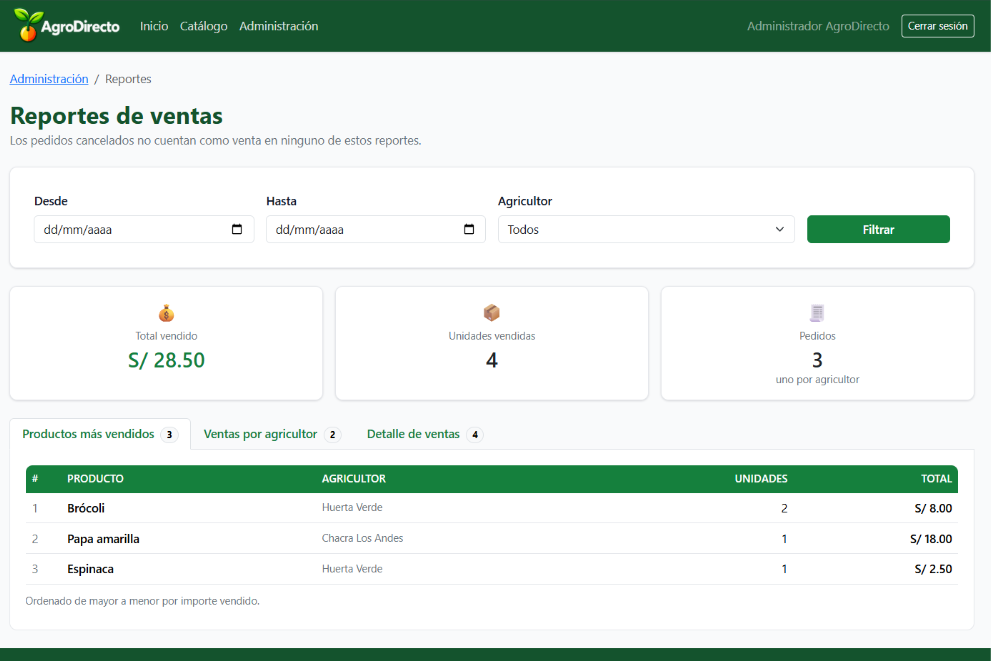 AgroDirecto Inicio Catálogo Administración Administrador AgroDirecto Cerrar sesión
Administración / Reportes
Reportes de ventas
Los pedidos cancelados no cuentan como venta en ninguno de estos reportes.
Desde Hasta Agricultor
dd/mm/aaaa dd/mm/aaaa Todos Filtrar
Total vendido
S/ 28.50
Unidades vendidas
4
Pedidos
3
uno por agricultor
Productos más vendidos 3 Ventas por agricultor 2 Detalle de ventas 4
# PRODUCTO AGRICULTOR UNIDADES TOTAL
1 Brócoli Huerta Verde 2 S/ 8.00
2 Papa amarilla Chacra Los Andes 1 S/ 18.00
3 Espinaca Huerta Verde 1 S/ 2.50
Ordenado de mayor a menor por importe vendido.